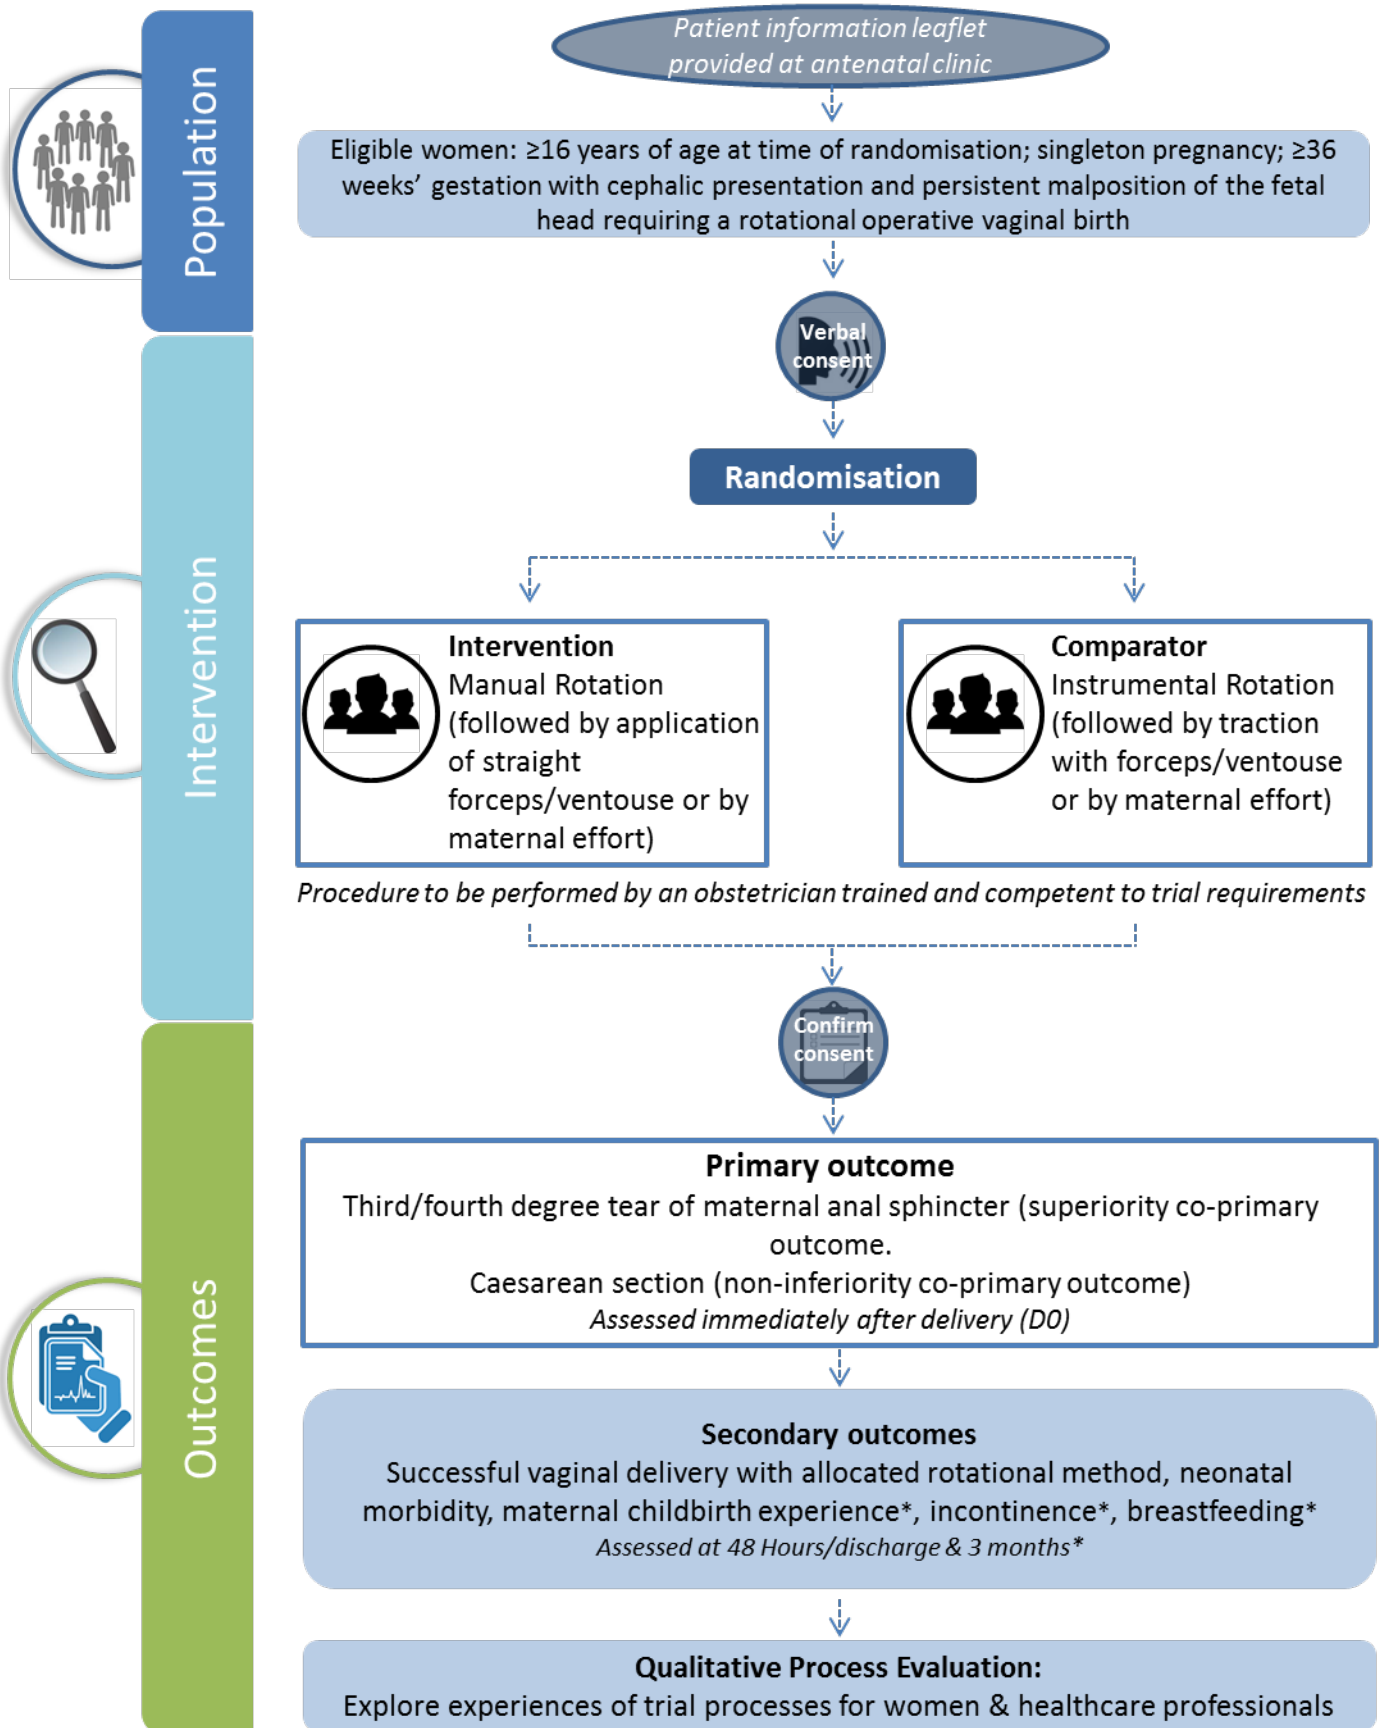 Population
Patient information leaflet
provided at antenatal clinic
Eligible women: ≥16 years of age at time of randomisation; singleton pregnancy; ≥36
weeks’ gestation with cephalic presentation and persistent malposition of the fetal
head requiring a rotational operative vaginal birth
Verbal
consent
Intervention
Randomisation
Intervention
Manual Rotation
(followed by application
of straight
forceps/ventouse or by
maternal effort)
Comparator
Instrumental Rotation
(followed by traction
with forceps/ventouse
or by maternal effort)
Procedure to be performed by an obstetrician trained and competent to trial requirements
Confirm
consent
Outcomes
Primary outcome
Third/fourth degree tear of maternal anal sphincter (superiority co-primary
outcome.
Caesarean section (non-inferiority co-primary outcome)
Assessed immediately after delivery (D0)
Secondary outcomes
Successful vaginal delivery with allocated rotational method, neonatal
morbidity, maternal childbirth experience*, incontinence*, breastfeeding*
Assessed at 48 Hours/discharge & 3 months*
Qualitative Process Evaluation:
Explore experiences of trial processes for women & healthcare professionals